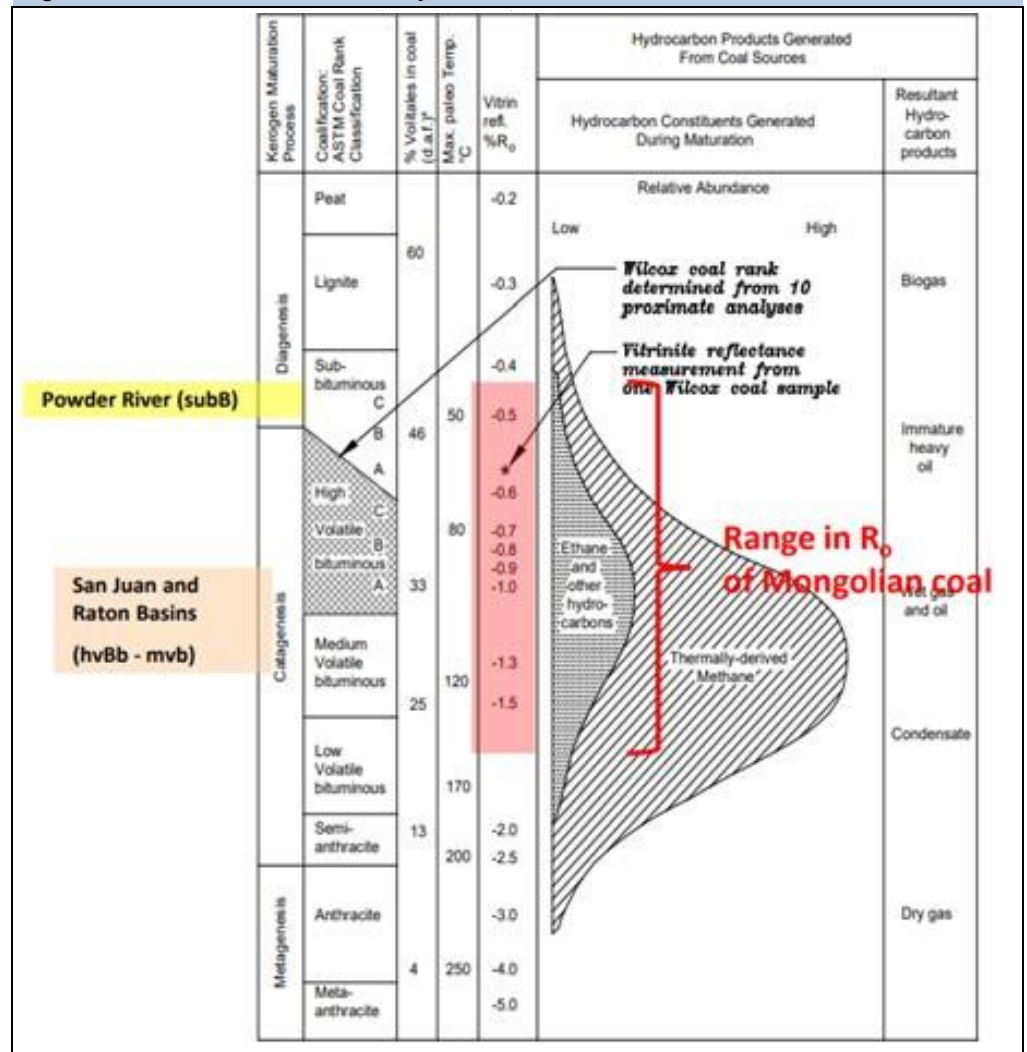 Kerogen Maturation
Process
Coalification:
ASTM Coal Rank
Classification
% Volitales in coal
(d.a.f.)*
Max. paleo Temp.
°C
Vitrin
refl.
%Ro
Hydrocarbon Products Generated
From Coal Sources
Hydrocarbon Constituents Generated
During Maturation
Resultant
Hydro-
carbon
products
Relative Abundance
Low High
Diagenesis
Catagenesis
Metagenesis
Peat
Lignite
Sub-
bituminous
C
B
A
High
C
Volatile
B
bituminous
A
Medium
Volatile
bituminous
Low
Volatile
bituminous
Semi-
anthracite
Anthracite
Meta-
anthracite
60
46
33
25
13
4
50
80
120
170
200
250
-0.2
-0.3
-0.4
-0.5
-0.6
-0.7
-0.8
-0.9
-1.0
-1.3
-1.5
-2.0
-2.5
-3.0
-4.0
-5.0
Wilcox coal rank
determined from 10
proximate analyses
Vitrinite reflectance
measurement from
one Wilcox coal sample
Ethane
and
other
hydro-
carbons
Thermally-derived
Methane
Range in Ro
of Mongolian coal
Biogas
Immature
heavy
oil
Wet gas
and oil
Condensate
Dry gas
Powder River (subB)
San Juan and
Raton Basins
(hvBb - mvb)